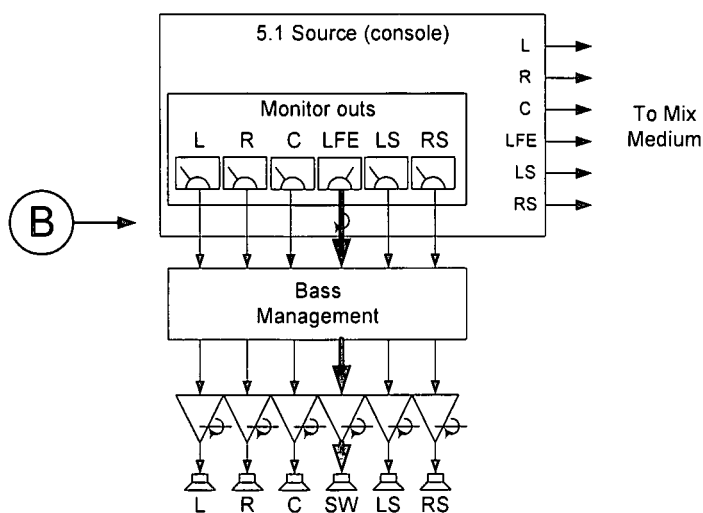 5.1 Source (console)
L
R
C
LFE
LS
RS
To Mix
Medium
Monitor outs
L R C LFE LS RS
B
Bass
Management
L R C SW LS RS